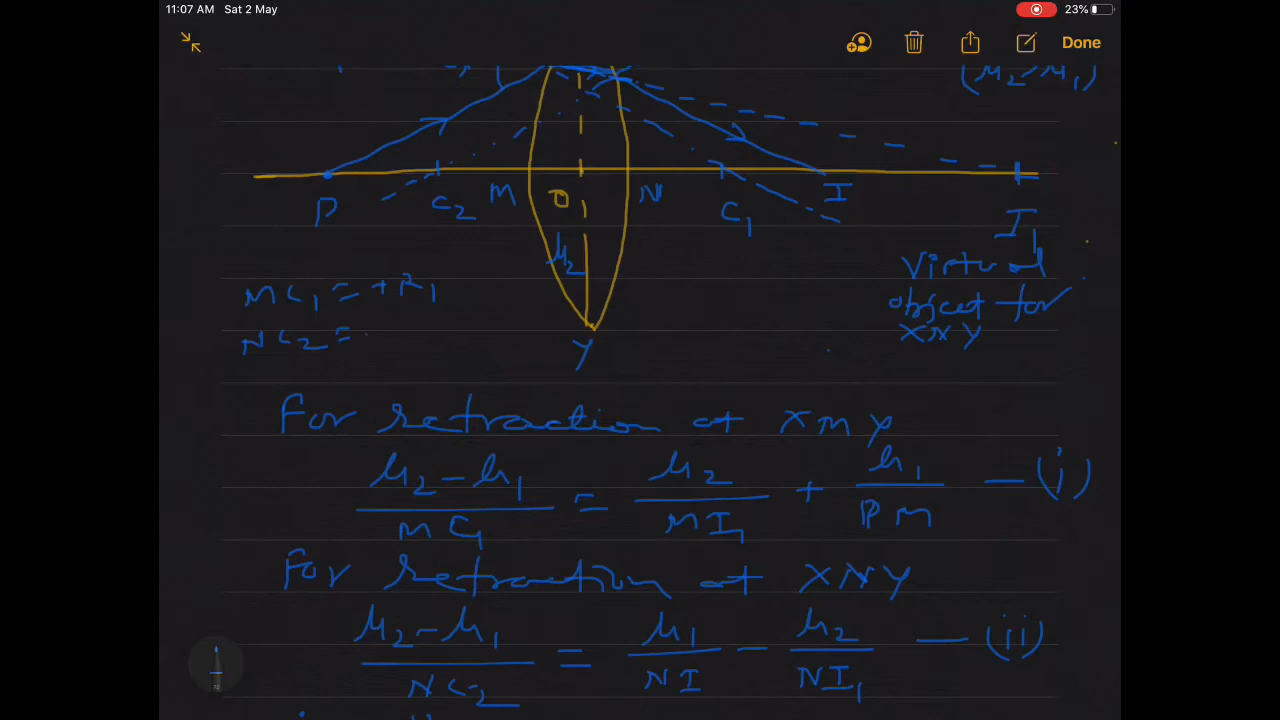 11:07 AM Sat 2 May 23%
Done
(μ₂>μ₁)
P C₂ M O N C₁ I I₁
μ₂
Virtual
object for
XNY
MC₁ = +R₁
NC₂ =
Y
For refraction at XMY
(μ₂-μ₁)/MC₁ = μ₂/MI₁ + μ₁/PM — (i)
For refraction at XNY
(μ₂-μ₁)/NC₂ = μ₁/NI - μ₂/NI₁ — (ii)